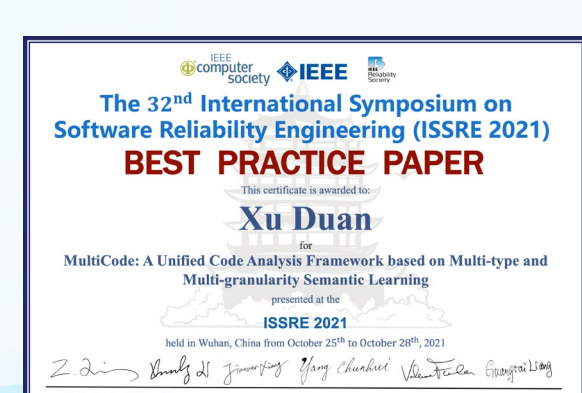 IEEE
computer
society
IEEE
IEEE
Reliability
Society
The 32nd International Symposium on
Software Reliability Engineering (ISSRE 2021)
BEST PRACTICE PAPER
This certificate is awarded to:
Xu Duan
for
MultiCode: A Unified Code Analysis Framework based on Multi-type and
Multi-granularity Semantic Learning
presented at the
ISSRE 2021
held in Wuhan, China from October 25th to October 28th, 2021
Yang Chunhui Guangtai Liang